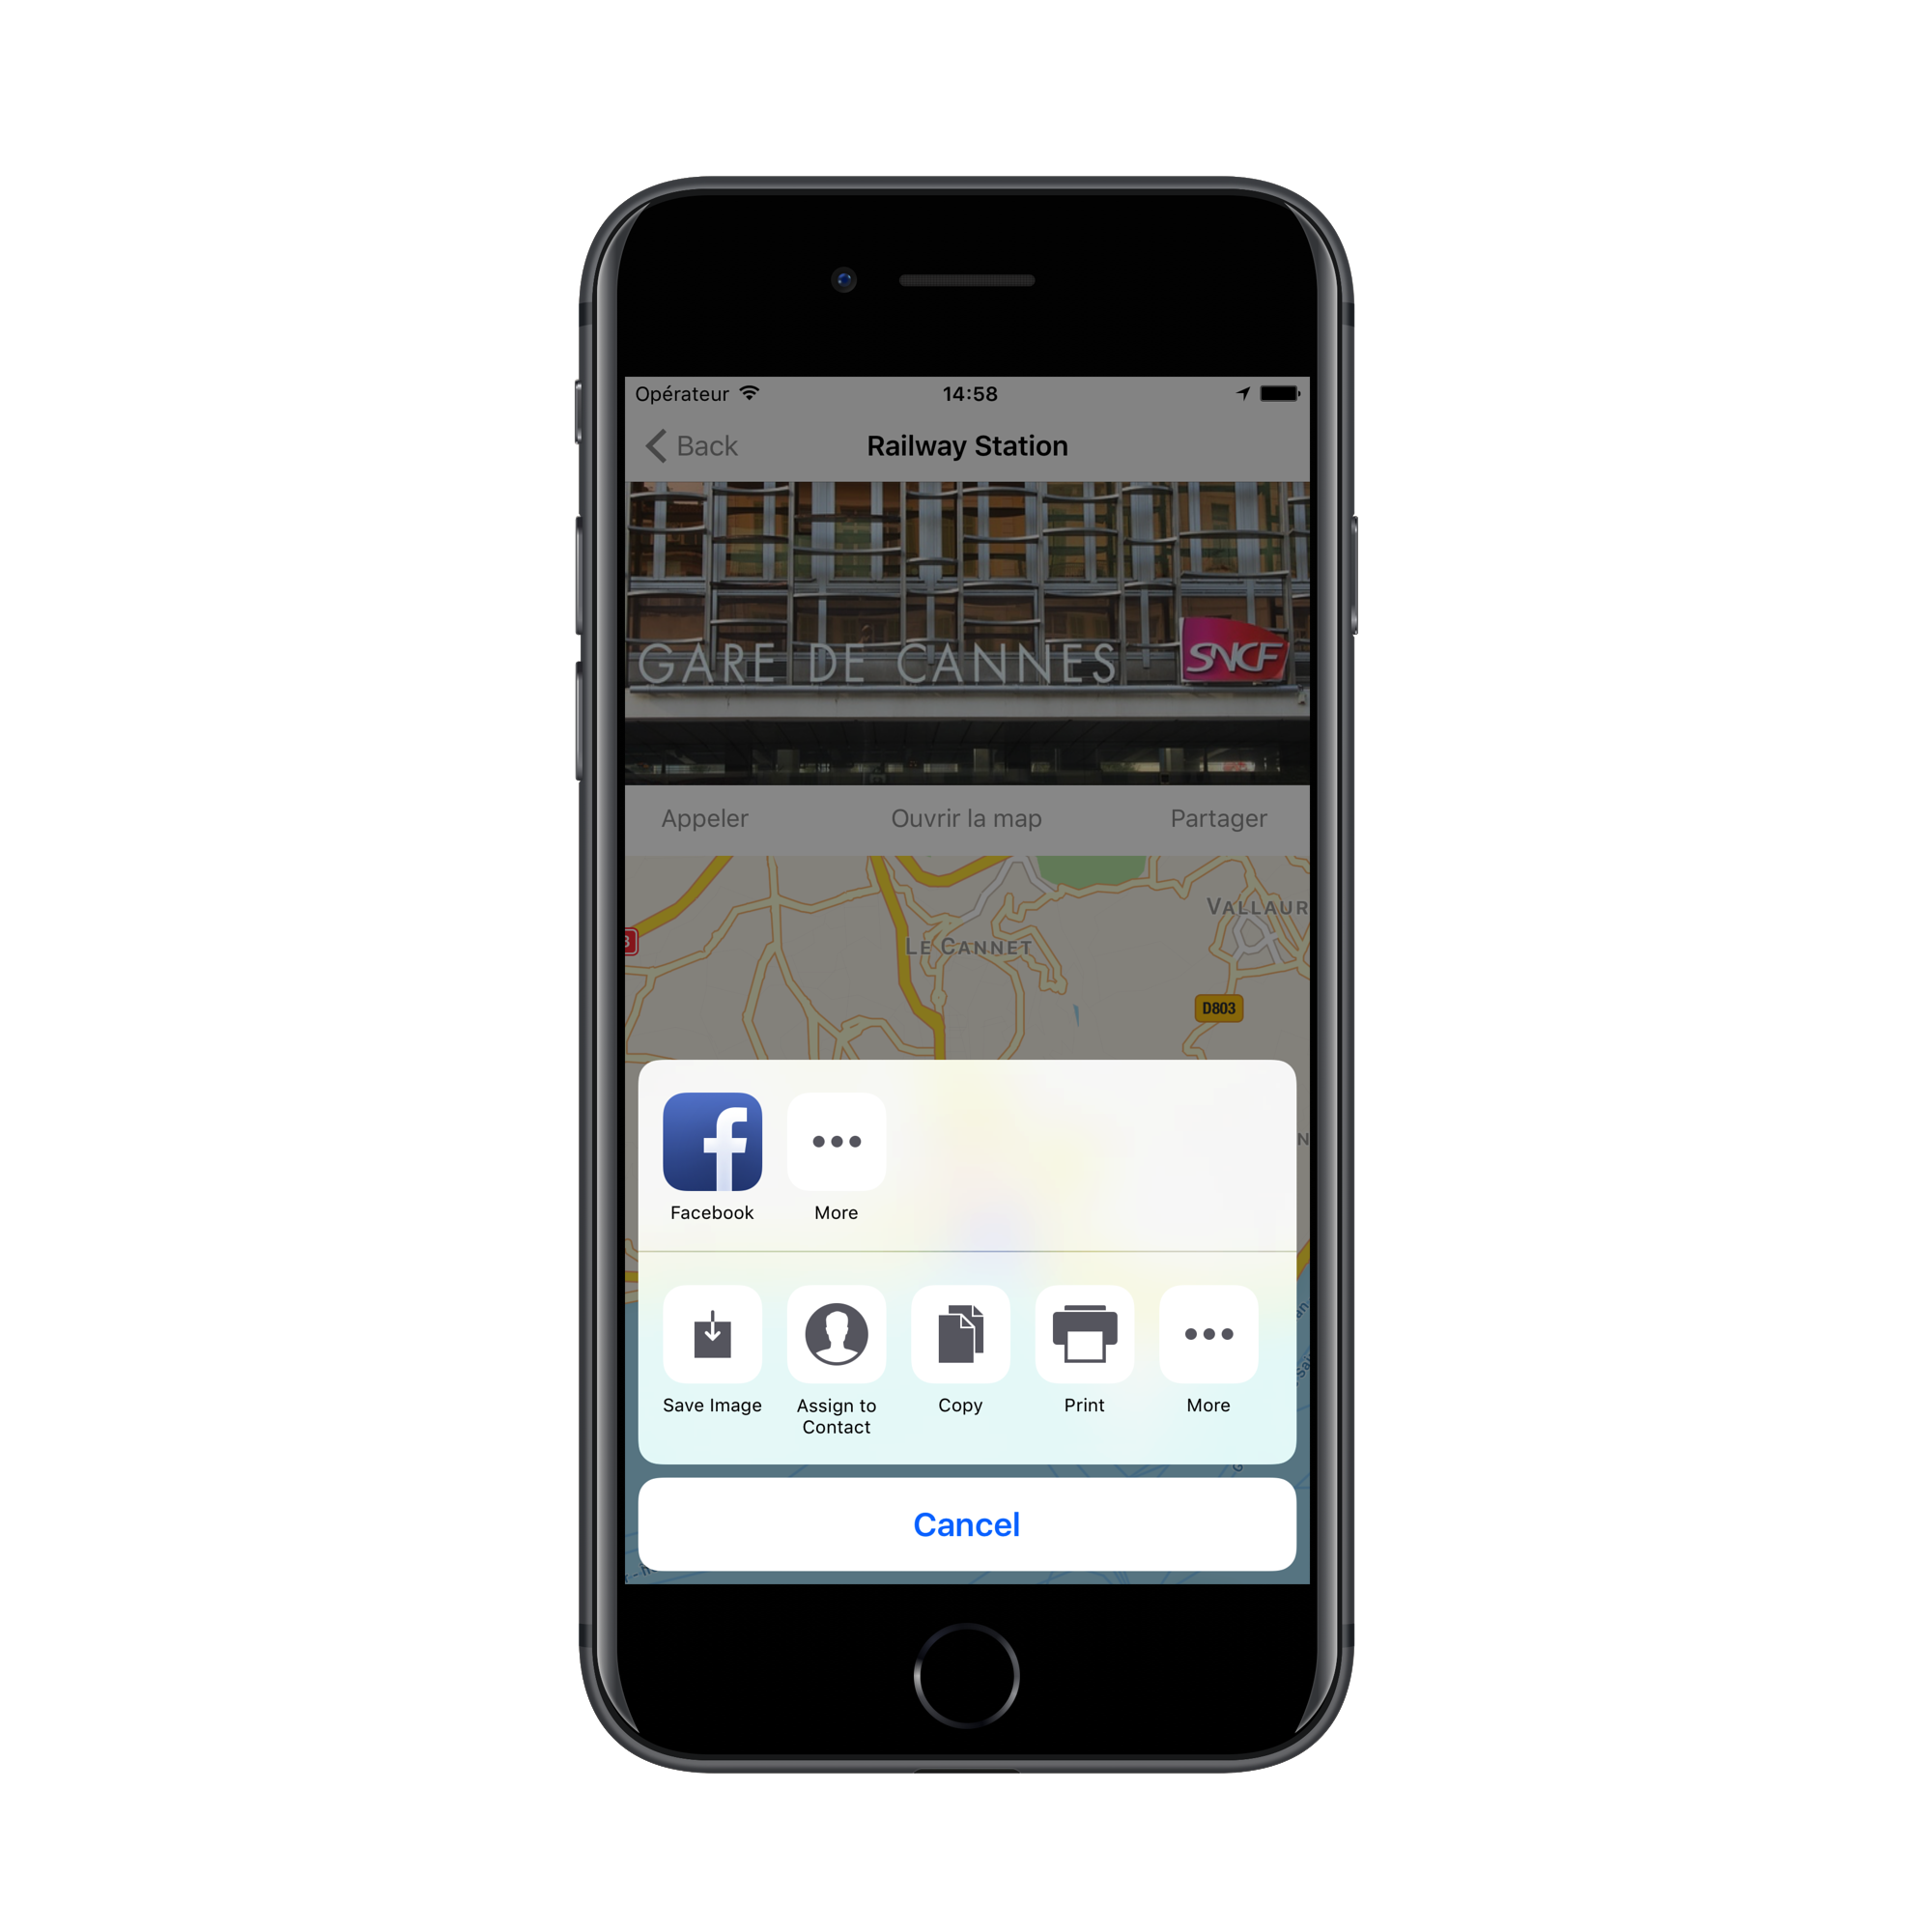 Opérateur 14:58
Back Railway Station
GARE DE CANNES SNCF
Appeler Ouvrir la map Partager
VALLAUR
LE CANNET
D803
Facebook More
Save Image Assign to Contact Copy Print More
Cancel